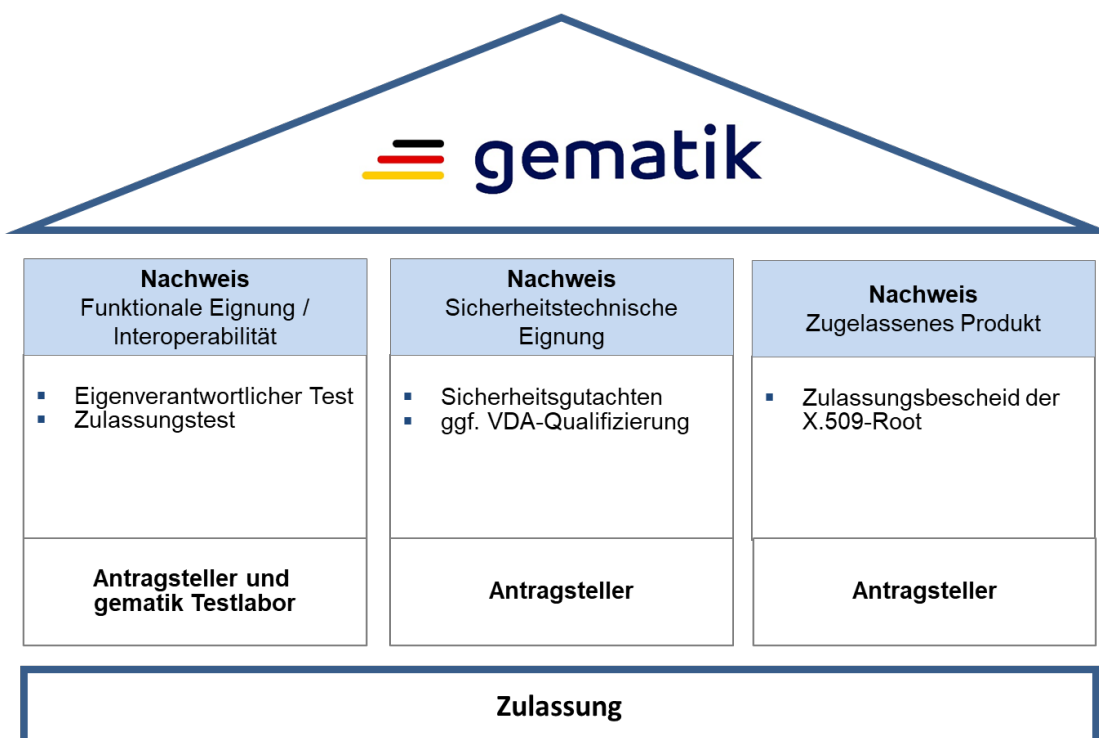 gematik
Nachweis
Funktionale Eignung /
Interoperabilität
▪ Eigenverantwortlicher Test
▪ Zulassungstest
Antragsteller und
gematik Testlabor
Nachweis
Sicherheitstechnische
Eignung
▪ Sicherheitsgutachten
▪ ggf. VDA-Qualifizierung
Antragsteller
Nachweis
Zugelassenes Produkt
▪ Zulassungsbescheid der
X.509-Root
Antragsteller
Zulassung